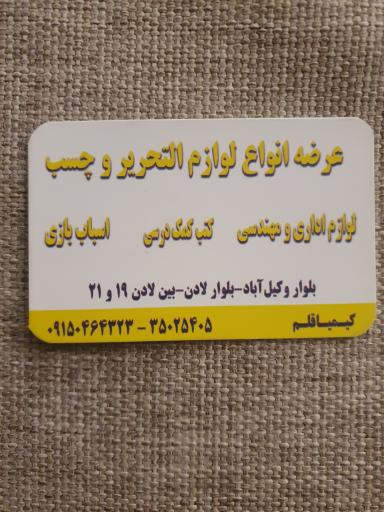 عرضه انواع لوازم التحریر و چسب
لوازم اداری و مهندسی کتب کمک درسی اسباب بازی
بلوار وکیل‌آباد-بلوار لادن-بین لادن ۱۹ و ۲۱
کیمیا قلم ۳۵۰۲۵۴۰۵ - ۰۹۱۵۰۴۶۴۳۲۳